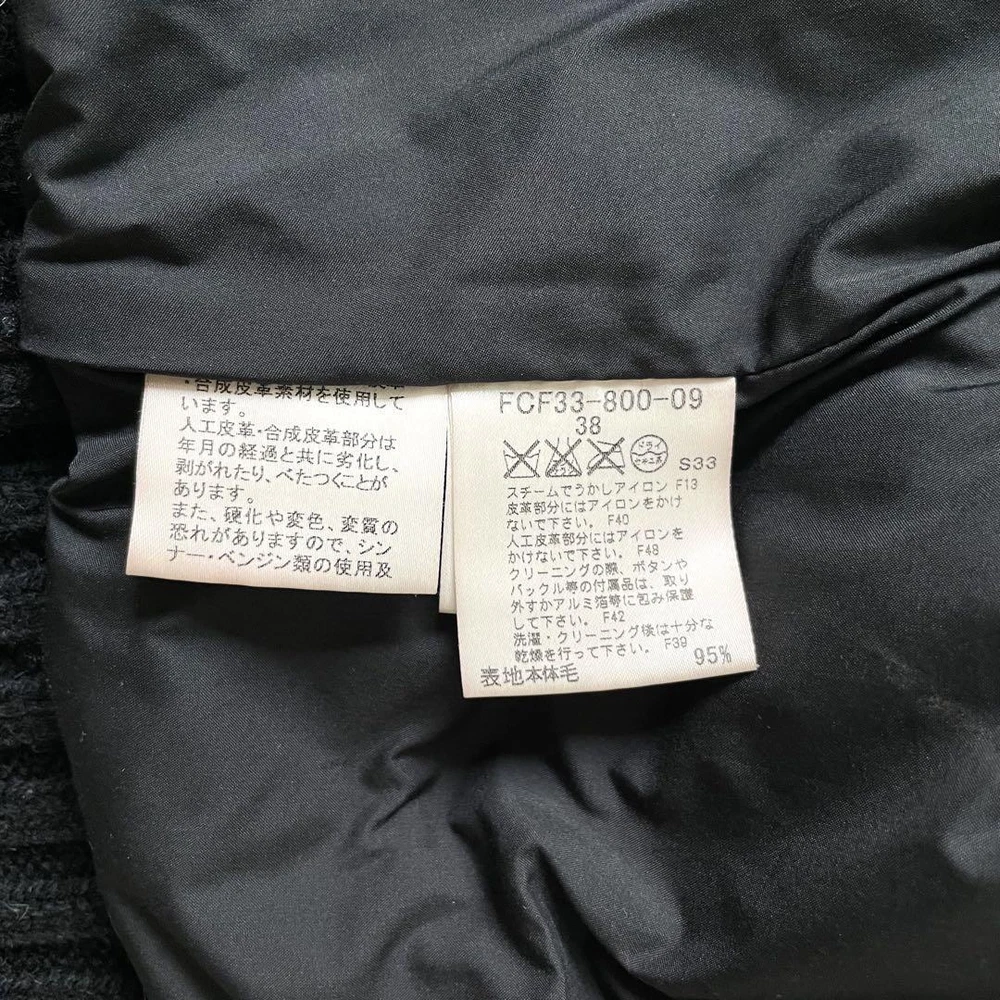 ・合成皮革素材を使用して
います。
人工皮革・合成皮革部分は
年月の経過と共に劣化し、
剥がれたり、べたつくことが
あります。
また、硬化や変色、変質の
恐れがありますので、シン
ナー・ベンジン類の使用及
FCF33-800-09
38
ドライ
S33
スチームでうかしアイロン F13
皮革部分にはアイロンをかけ
ないで下さい。 F40
人工皮革部分にはアイロンを
かけないで下さい。 F48
クリーニングの際、ボタンや
バックル等の付属品は、取り
外すかアルミ箔等に包み保護
して下さい。 F42
洗濯・クリーニング後は十分な
乾燥を行って下さい。 F39
表地本体毛 95%